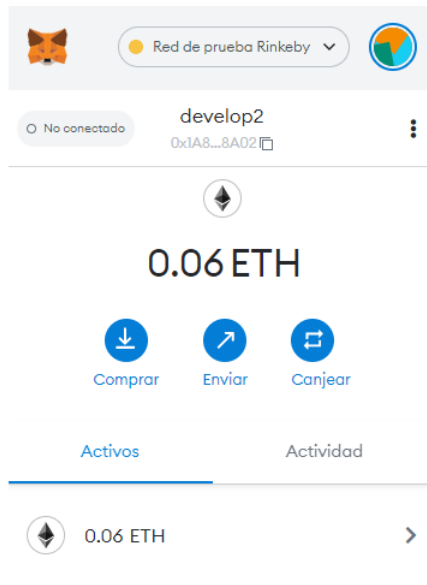 Red de prueba Rinkeby
No conectado
develop2
0x1A8...8A02
0.06 ETH
Comprar
Enviar
Canjear
Activos
Actividad
0.06 ETH